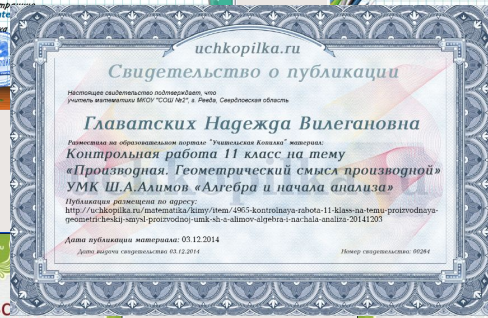 uchkopilka.ru
Свидетельство о публикации
Настоящее свидетельство подтверждает, что
учитель математики МКОУ "СОШ №2", г. Ревда, Свердловская область
Главатских Надежда Вилегановна
Разместила на образовательном портале "Учительская Копилка" материал:
Контрольная работа 11 класс на тему
«Производная. Геометрический смысл производной»
УМК Ш.А.Алимов «Алгебра и начала анализа»
Публикация размещена по адресу:
http://uchkopilka.ru/matematika/kimy/item/4965-kontrolnaya-rabota-11-klass-na-temu-proizvodnaya-
geometricheskij-smysl-proizvodnoj-umk-sh-a-alimov-algebra-i-nachala-analiza-20141203
Дата публикации материала: 03.12.2014
Дата выдачи свидетельства 03.12.2014
Номер свидетельства: 00264